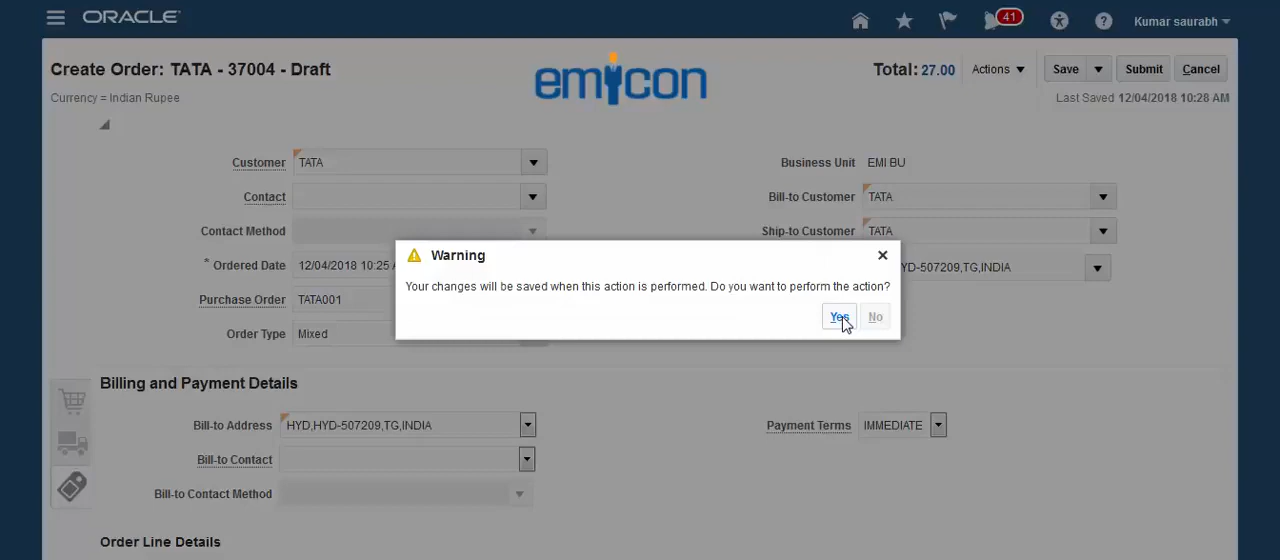 ORACLE
41
Kumar saurabh
Create Order: TATA - 37004 - Draft
emicon
Total: 27.00
Actions
Save
Submit
Cancel
Currency = Indian Rupee
Last Saved 12/04/2018 10:28 AM
Customer TATA
Business Unit EMI BU
Contact
Bill-to Customer TATA
Contact Method
Ship-to Customer TATA
Warning
* Ordered Date 12/04/2018 10:25
YD-507209,TG,INDIA
Your changes will be saved when this action is performed. Do you want to perform the action?
Purchase Order TATA001
Yes
No
Order Type Mixed
Billing and Payment Details
Bill-to Address HYD,HYD-507209,TG,INDIA
Payment Terms IMMEDIATE
Bill-to Contact
Bill-to Contact Method
Order Line Details